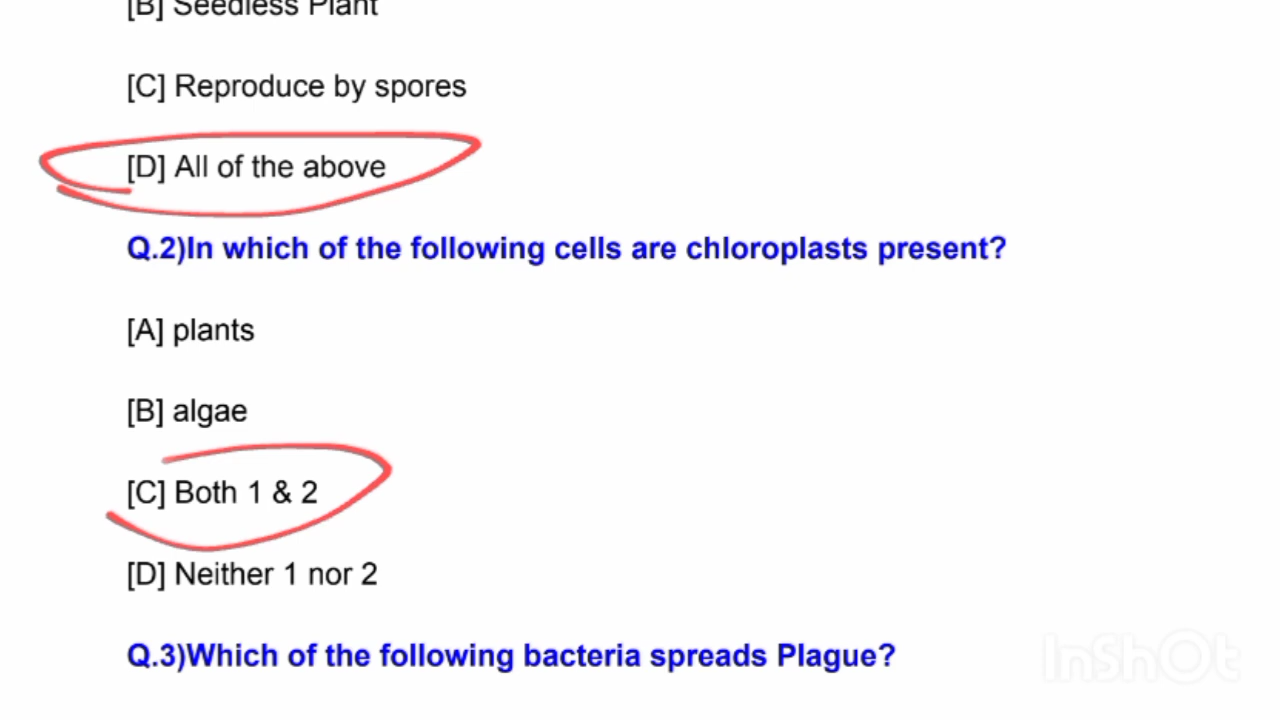 [B] Seedless Plant
[C] Reproduce by spores
[D] All of the above
Q.2)In which of the following cells are chloroplasts present?
[A] plants
[B] algae
[C] Both 1 & 2
[D] Neither 1 nor 2
Q.3)Which of the following bacteria spreads Plague?
InShOt